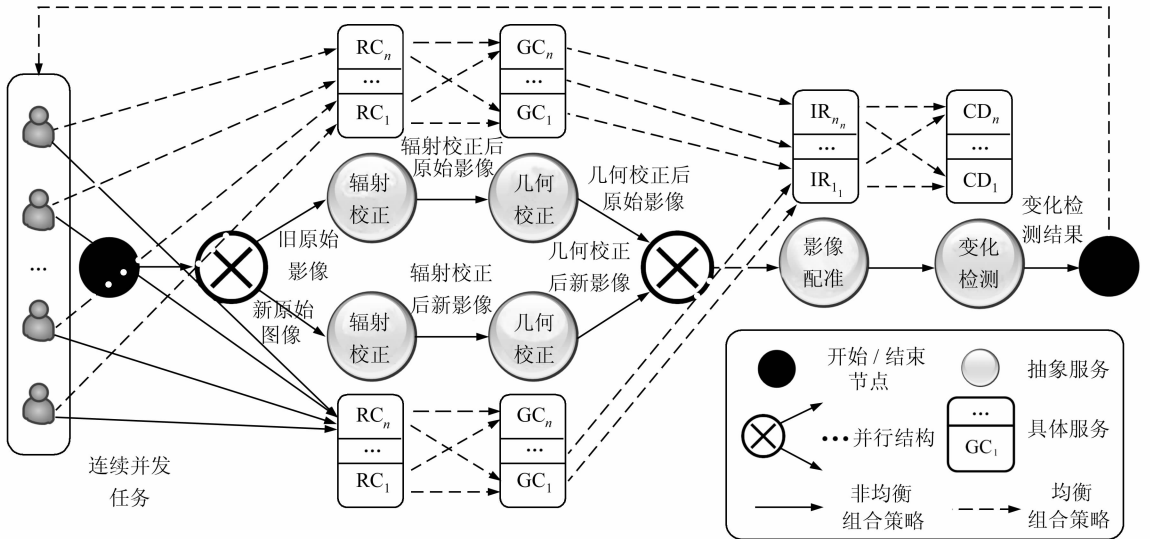 RCₙ
...
RC₁
GCₙ
...
GC₁
IRₙₙ
...
IR₁₁
CDₙ
...
CD₁
辐射校正后
原始影像
辐射
校正
几何
校正
几何校正后
原始影像
旧原始
影像
新原始
图像
辐射校正
后新影像
几何校正
后新影像
辐射
校正
几何
校正
影像
配准
变化
检测
变化检
测结果
...
连续并发
任务
RCₙ
...
RC₁
GCₙ
...
GC₁
开始 / 结束
节点
抽象服务
•••并行结构
...
GC₁
具体服务
非均衡
组合策略
均衡
组合策略